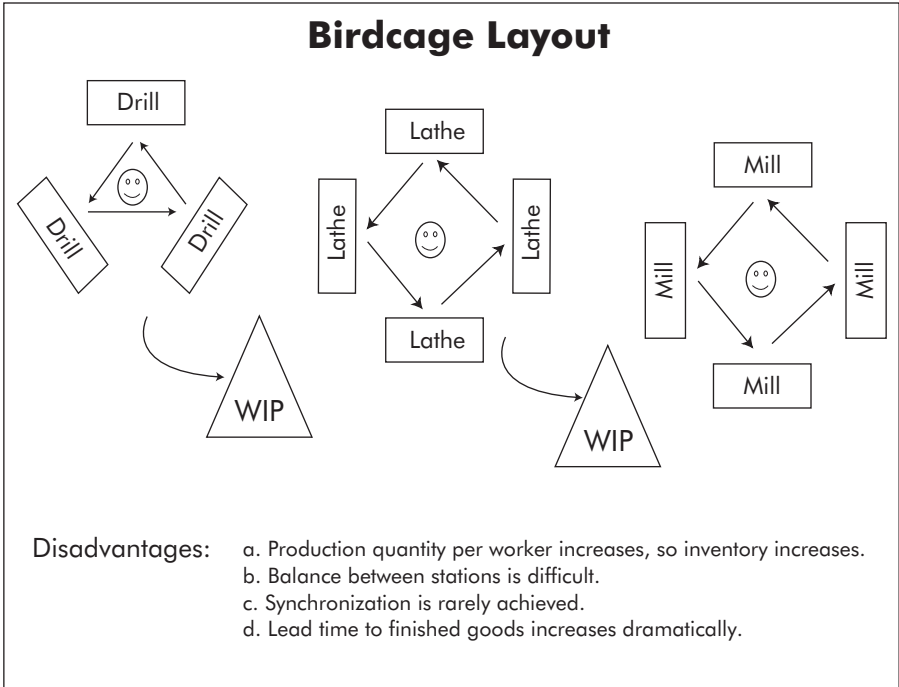 Birdcage Layout
Drill
Drill
Drill
WIP
Lathe
Lathe
Lathe
Lathe
WIP
Mill
Mill
Mill
Mill
Disadvantages:
a. Production quantity per worker increases, so inventory increases.
b. Balance between stations is difficult.
c. Synchronization is rarely achieved.
d. Lead time to finished goods increases dramatically.